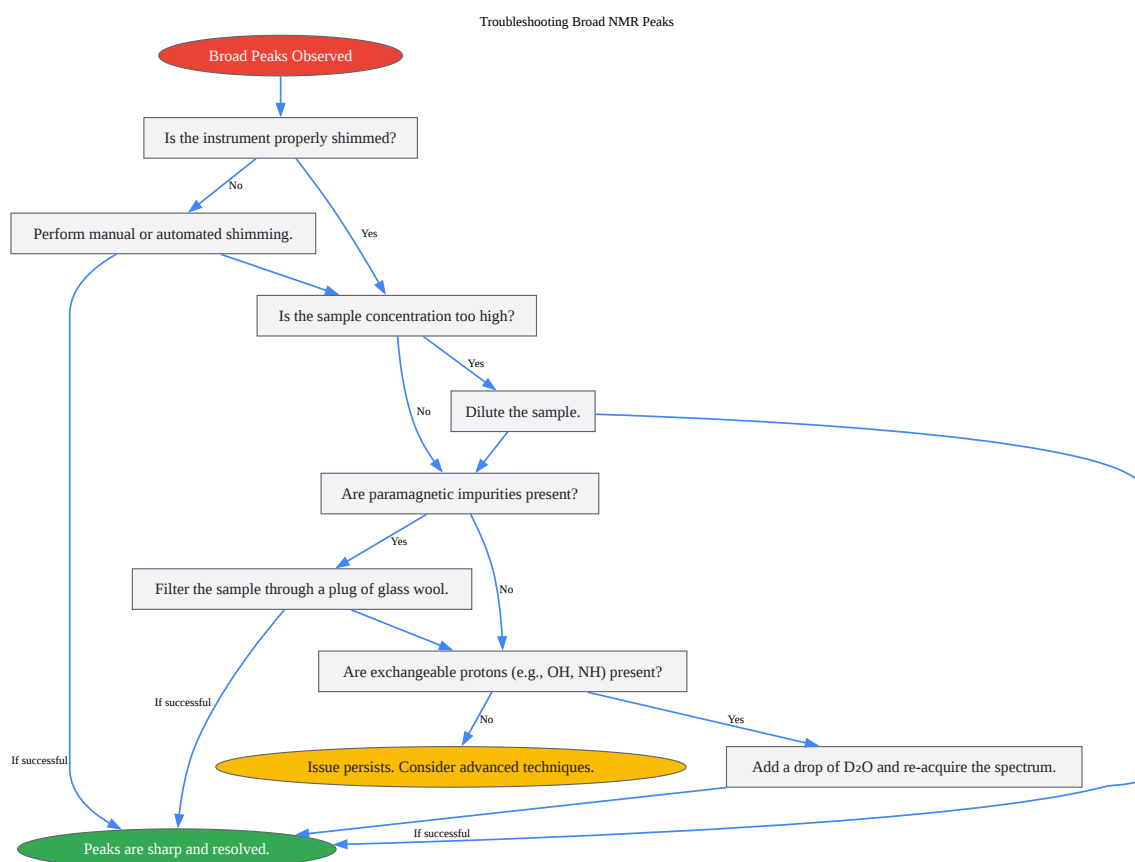 Troubleshooting Broad NMR Peaks
Broad Peaks Observed
Is the instrument properly shimmed?
No
Yes
Perform manual or automated shimming.
Is the sample concentration too high?
Yes
No
Dilute the sample.
Are paramagnetic impurities present?
Yes
No
Filter the sample through a plug of glass wool.
Are exchangeable protons (e.g., OH, NH) present?
If successful
No
Yes
If successful
Issue persists. Consider advanced techniques.
Add a drop of D₂O and re-acquire the spectrum.
If successful
Peaks are sharp and resolved.